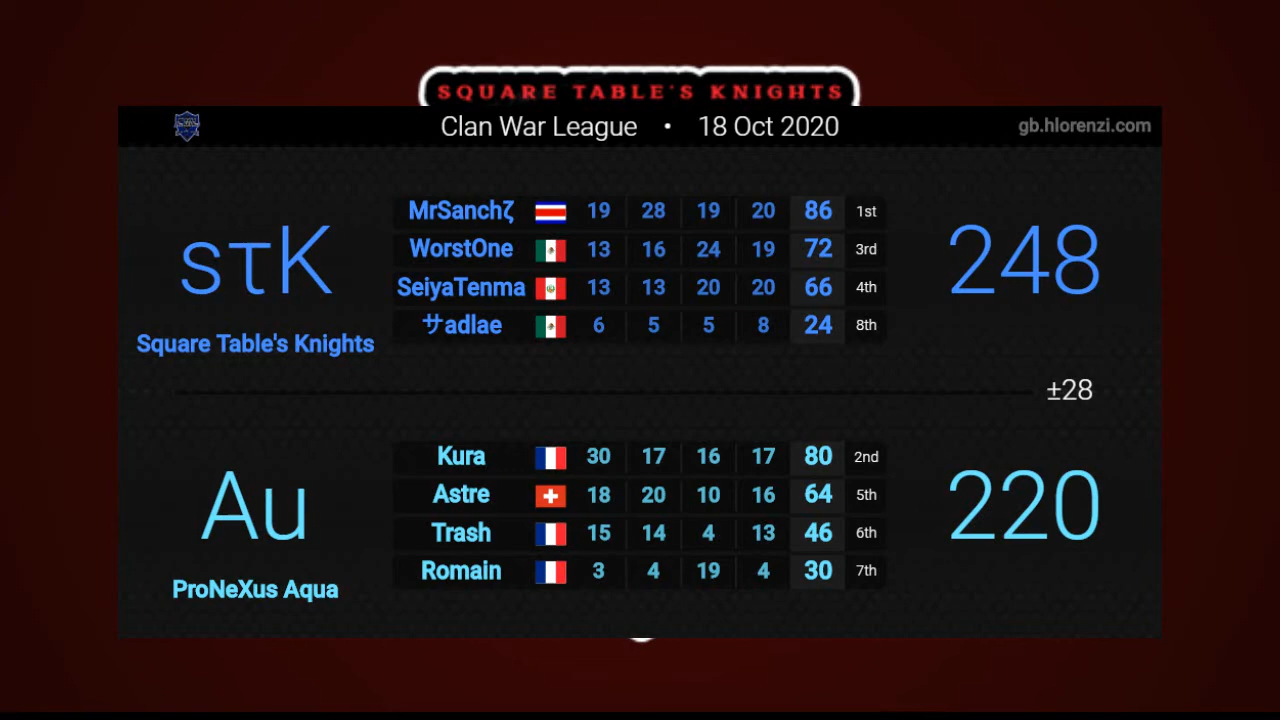 SQUARE TABLE'S KNIGHTS
Clan War League • 18 Oct 2020 gb.hlorenzi.com
sτK
Square Table's Knights
MrSanchζ 19 28 19 20 86 1st
WorstOne 13 16 24 19 72 3rd
SeiyaTenma 13 13 20 20 66 4th
サadlae 6 5 5 8 24 8th
248
±28
Au
ProNeXus Aqua
Kura 30 17 16 17 80 2nd
Astre 18 20 10 16 64 5th
Trash 15 14 4 13 46 6th
Romain 3 4 19 4 30 7th
220